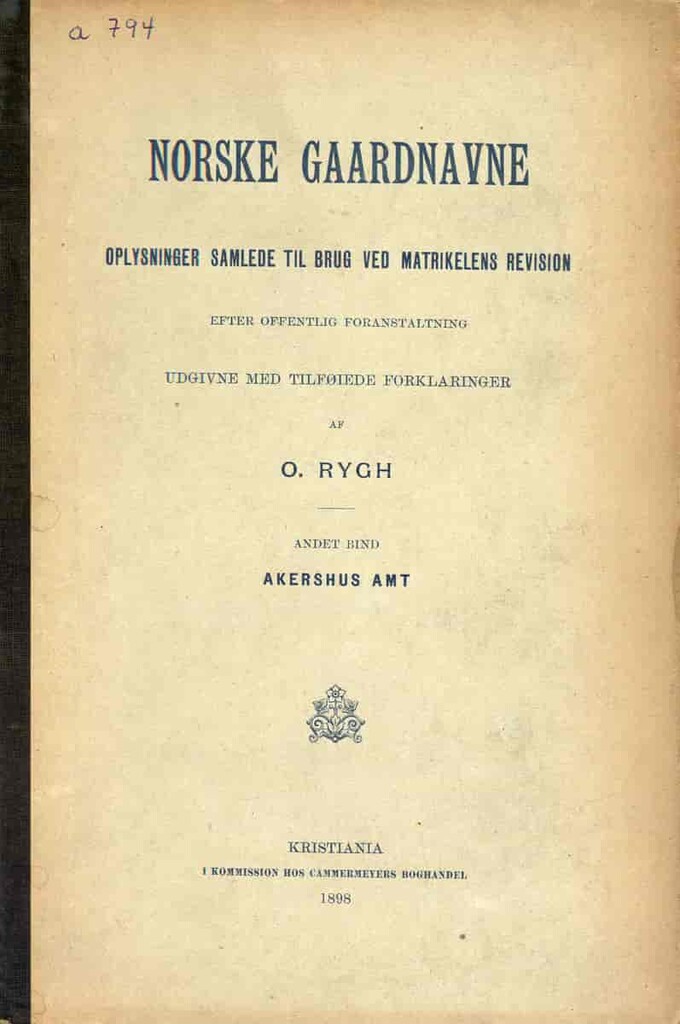 a 794
NORSKE GAARDNAVNE
OPLYSNINGER SAMLEDE TIL BRUG VED MATRIKELENS REVISION
EFTER OFFENTLIG FORANSTALTNING
UDGIVNE MED TILFØIEDE FORKLARINGER
AF
O. RYGH
ANDET BIND
AKERSHUS AMT
KRISTIANIA
I KOMMISSION HOS CAMMERMEYERS BOGHANDEL
1898